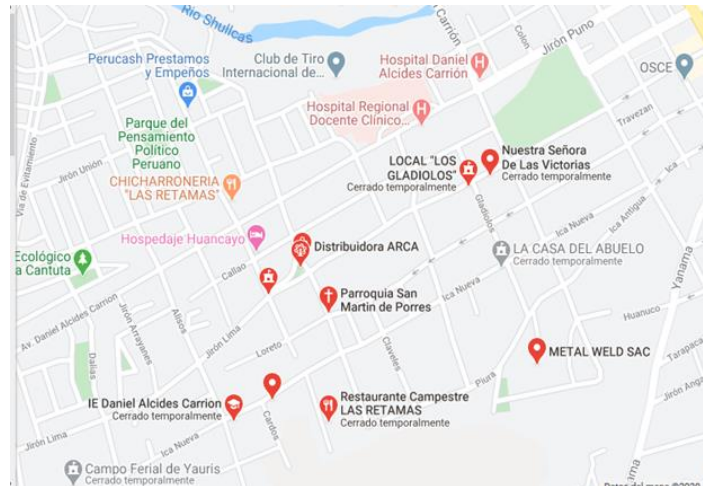 Río Shullcas
Carrión
Colon
Jirón Puno
Perucash Prestamos
y Empeños
Club de Tiro
Internacional de...
Hospital Daniel
Alcides Carrión
OSCE
Hospital Regional
Docente Clínico...
Travezan
Parque del
Pensamiento
Político
Peruano
Vía de Evitamiento
Jirón Unión
LOCAL "LOS
GLADIOLOS"
Cerrado temporalmente
Nuestra Señora
De Las Victorias
Cerrado temporalmente
Ica
CHICHARRONERIA
"LAS RETAMAS"
Gladiolos
Ica Nueva
Ica Antigua
Hospedaje Huancayo
Distribuidora ARCA
LA CASA DEL ABUELO
Cerrado temporalmente
Yanama
Ecológico
a Cantuta
Callao
Parroquia San
Martin de Porres
Ica Nueva
Huanuco
Av. Daniel Alcides Carrion
Jirón Arrayanes
Alisos
Jirón Lima
Loreto
Claveles
METAL WELD SAC
Tarapaca
Dalias
Piura
Jirón Anga
IE Daniel Alcides Carrion
Cerrado temporalmente
Restaurante Campestre
LAS RETAMAS
Cerrado temporalmente
Jirón Lima
Ica Nueva
Cardos
Campo Ferial de Yauris
Cerrado temporalmente
Yanama